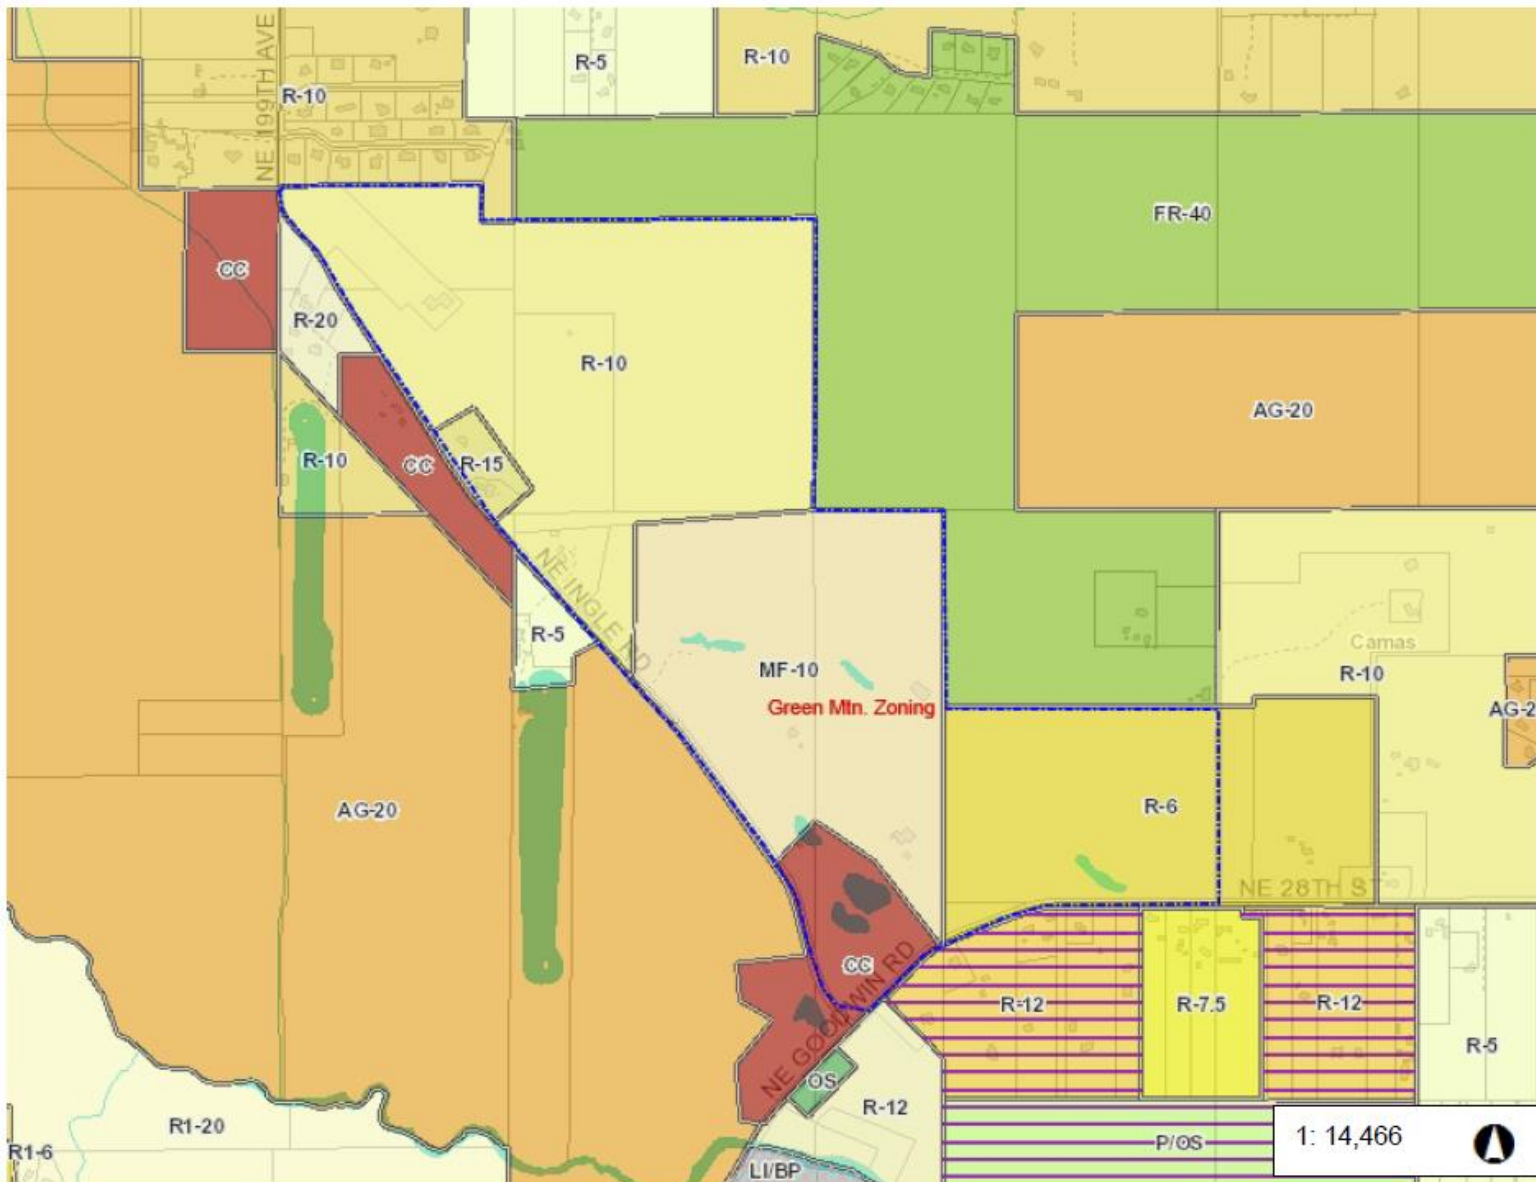 R-5
R-10
NE 199TH AVE
R-10
FR-40
CC
R-20
R-10
AG-20
R-10
CC
R-15
NE INGLE RD
R-5
Camas
MF-10
R-10
Green Mtn. Zoning
AG-2
AG-20
R-6
NE 28TH ST
CC
NE GOODWIN RD
R-12
R-7.5
R-12
R-5
OS
R-12
R1-20
1: 14,466
P/OS
R1-6
LI/BP